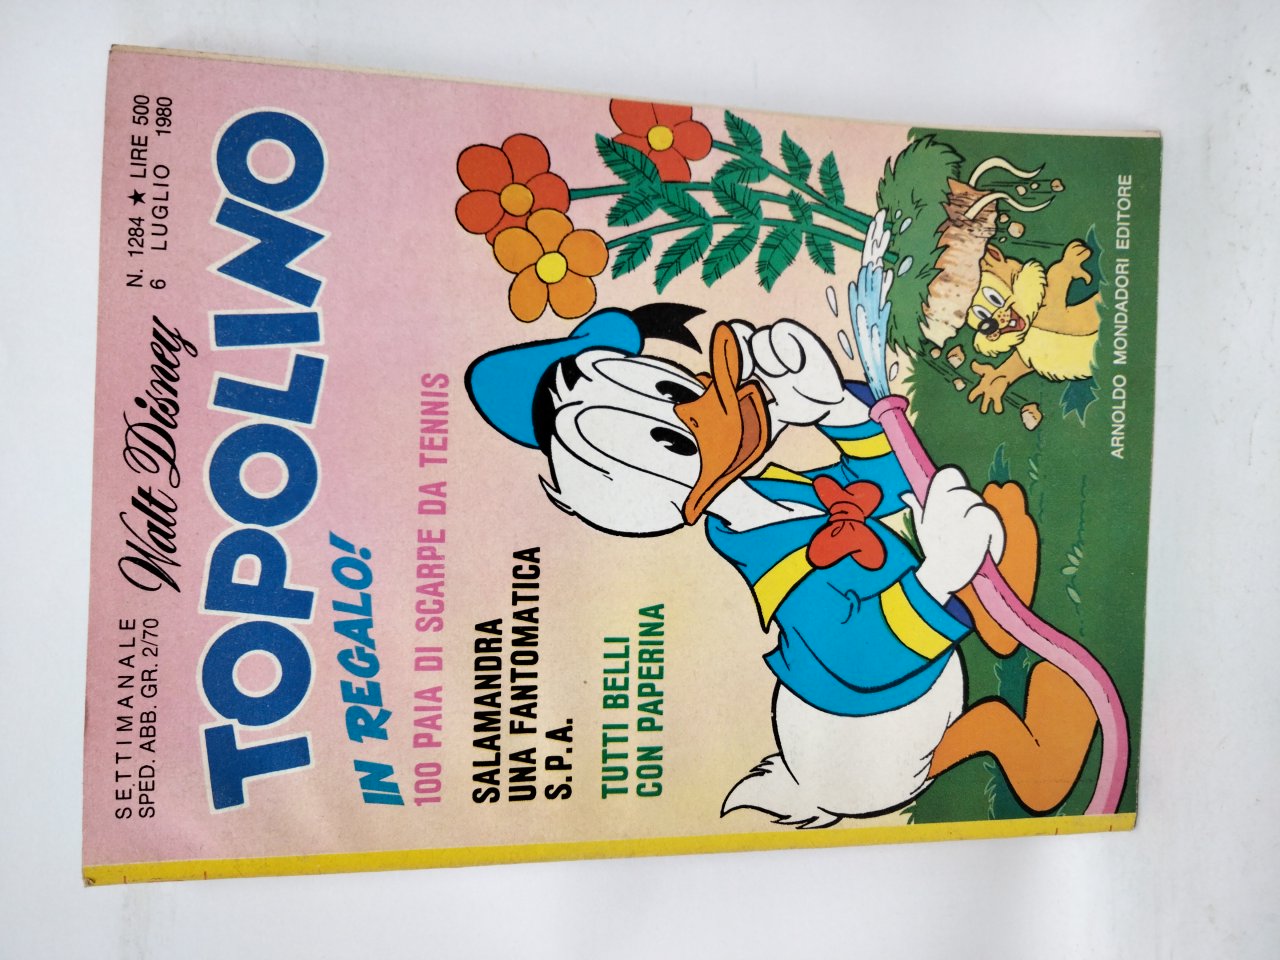 SETTIMANALE
SPED. ABB. GR. 2/70
Walt Disney
N. 1284 ★ LIRE 500
6 LUGLIO 1980
TOPOLINO
IN REGALO!
100 PAIA DI SCARPE DA TENNIS
SALAMANDRA
UNA FANTOMATICA
S.P.A.
TUTTI BELLI
CON PAPERINA
ARNOLDO MONDADORI EDITORE